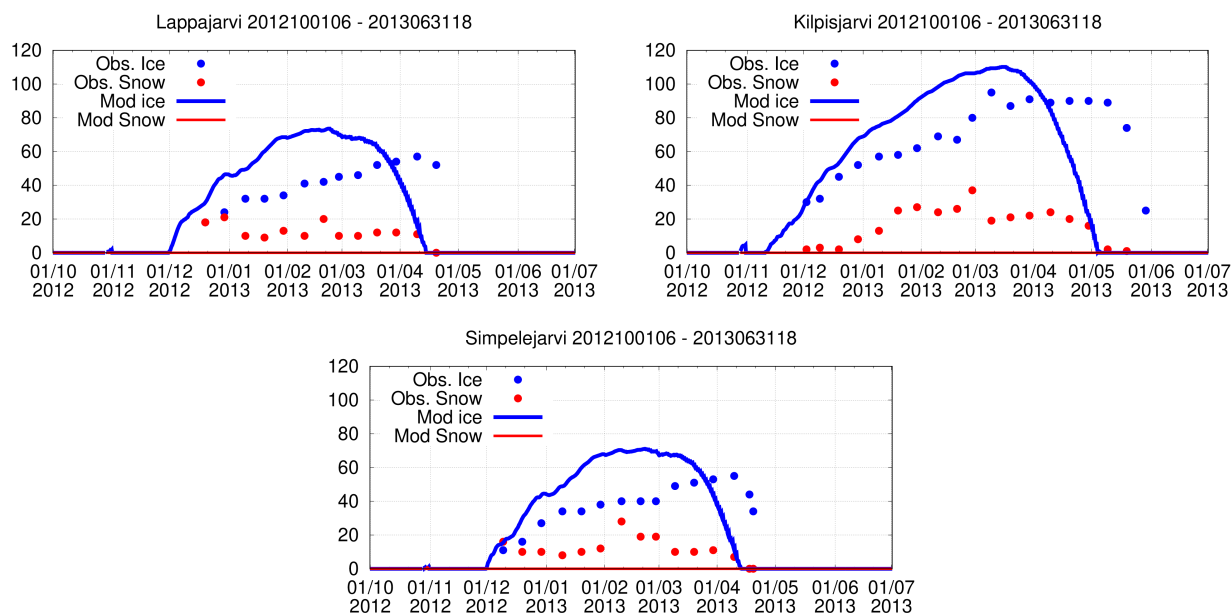 Lappajarvi 2012100106 - 2013063118
120
100
80
60
40
20
0
Obs. Ice
Obs. Snow
Mod ice
Mod Snow
01/10 01/11 01/12 01/01 01/02 01/03 01/04 01/05 01/06 01/07
2012 2012 2012 2013 2013 2013 2013 2013 2013 2013
Kilpisjarvi 2012100106 - 2013063118
120
100
80
60
40
20
0
Obs. Ice
Obs. Snow
Mod ice
Mod Snow
01/10 01/11 01/12 01/01 01/02 01/03 01/04 01/05 01/06 01/07
2012 2012 2012 2013 2013 2013 2013 2013 2013 2013
Simpelejarvi 2012100106 - 2013063118
120
100
80
60
40
20
0
Obs. Ice
Obs. Snow
Mod ice
Mod Snow
01/10 01/11 01/12 01/01 01/02 01/03 01/04 01/05 01/06 01/07
2012 2012 2012 2013 2013 2013 2013 2013 2013 2013